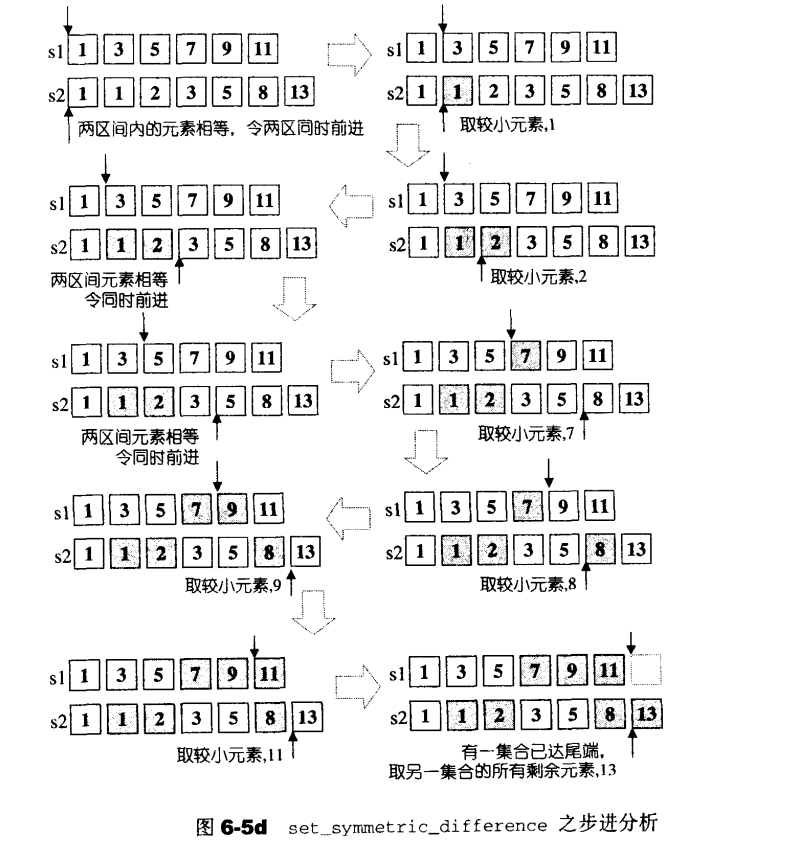 s1 1 3 5 7 9 11
s2 1 1 2 3 5 8 13
两区间内的元素相等，令两区同时前进
s1 1 3 5 7 9 11
s2 1 1 2 3 5 8 13
取较小元素,1
s1 1 3 5 7 9 11
s2 1 1 2 3 5 8 13
取较小元素,2
s1 1 3 5 7 9 11
s2 1 1 2 3 5 8 13
两区间元素相等
令同时前进
s1 1 3 5 7 9 11
s2 1 1 2 3 5 8 13
两区间元素相等
令同时前进
s1 1 3 5 7 9 11
s2 1 1 2 3 5 8 13
取较小元素,7
s1 1 3 5 7 9 11
s2 1 1 2 3 5 8 13
取较小元素,8
s1 1 3 5 7 9 11
s2 1 1 2 3 5 8 13
取较小元素,9
s1 1 3 5 7 9 11
s2 1 1 2 3 5 8 13
取较小元素,11
s1 1 3 5 7 9 11
s2 1 1 2 3 5 8 13
有一集合已达尾端，
取另一集合的所有剩余元素,13
图 6-5d set_symmetric_difference 之步进分析